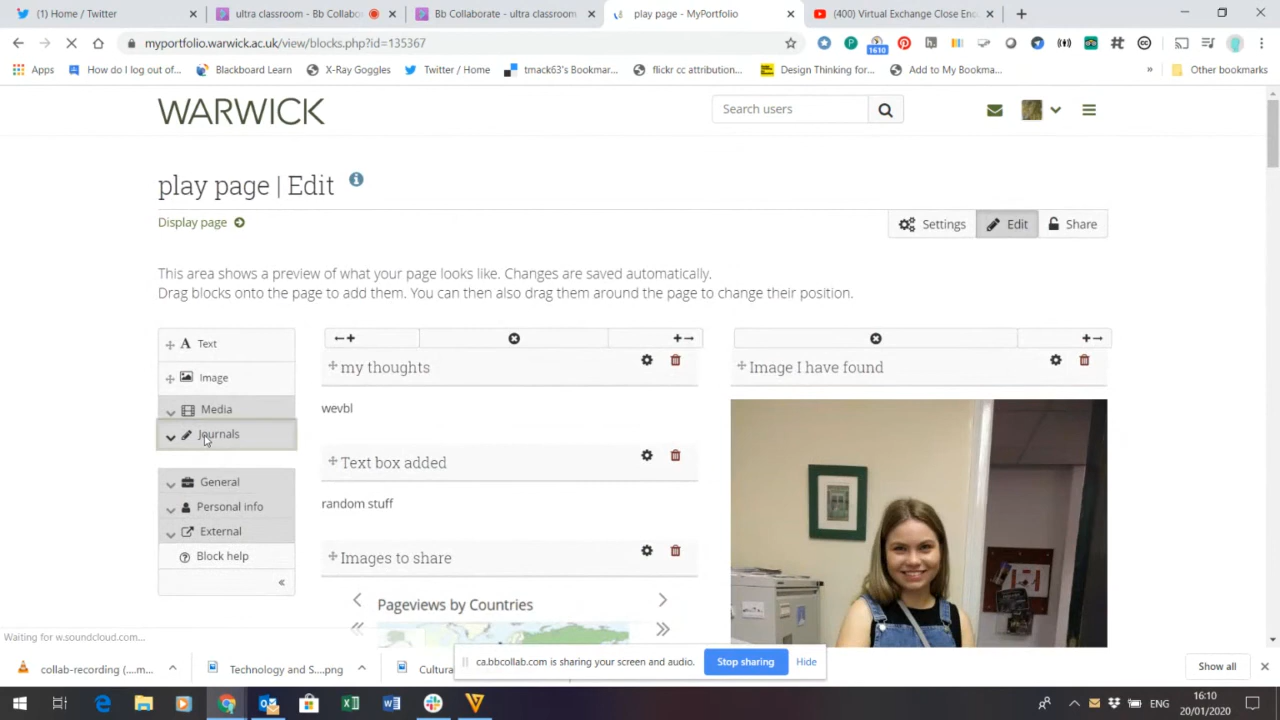 (1) Home / Twitter
ultra classroom - Bb Collabo
Bb Collaborate - ultra classroom
play page - MyPortfolio
(400) Virtual Exchange Close Enc
myportfolio.warwick.ac.uk/view/blocks.php?id=135367
1610
Apps
How do I log out of...
Blackboard Learn
X-Ray Goggles
Twitter / Home
tmack63's Bookmar...
flickr cc attribution...
Design Thinking for...
Add to My Bookma...
»
Other bookmarks
WARWICK
Search users
play page | Edit
Display page
Settings
Edit
Share
This area shows a preview of what your page looks like. Changes are saved automatically.
Drag blocks onto the page to add them. You can then also drag them around the page to change their position.
Text
Image
Media
Journals
General
Personal info
External
Block help
«
my thoughts
wevbl
Text box added
random stuff
Images to share
Pageviews by Countries
Image I have found
Waiting for w.soundcloud.com...
collab-recording (....m...
Technology and S....png
Cultura
ca.bbcollab.com is sharing your screen and audio.
Stop sharing
Hide
Show all
ENG
16:10
20/01/2020